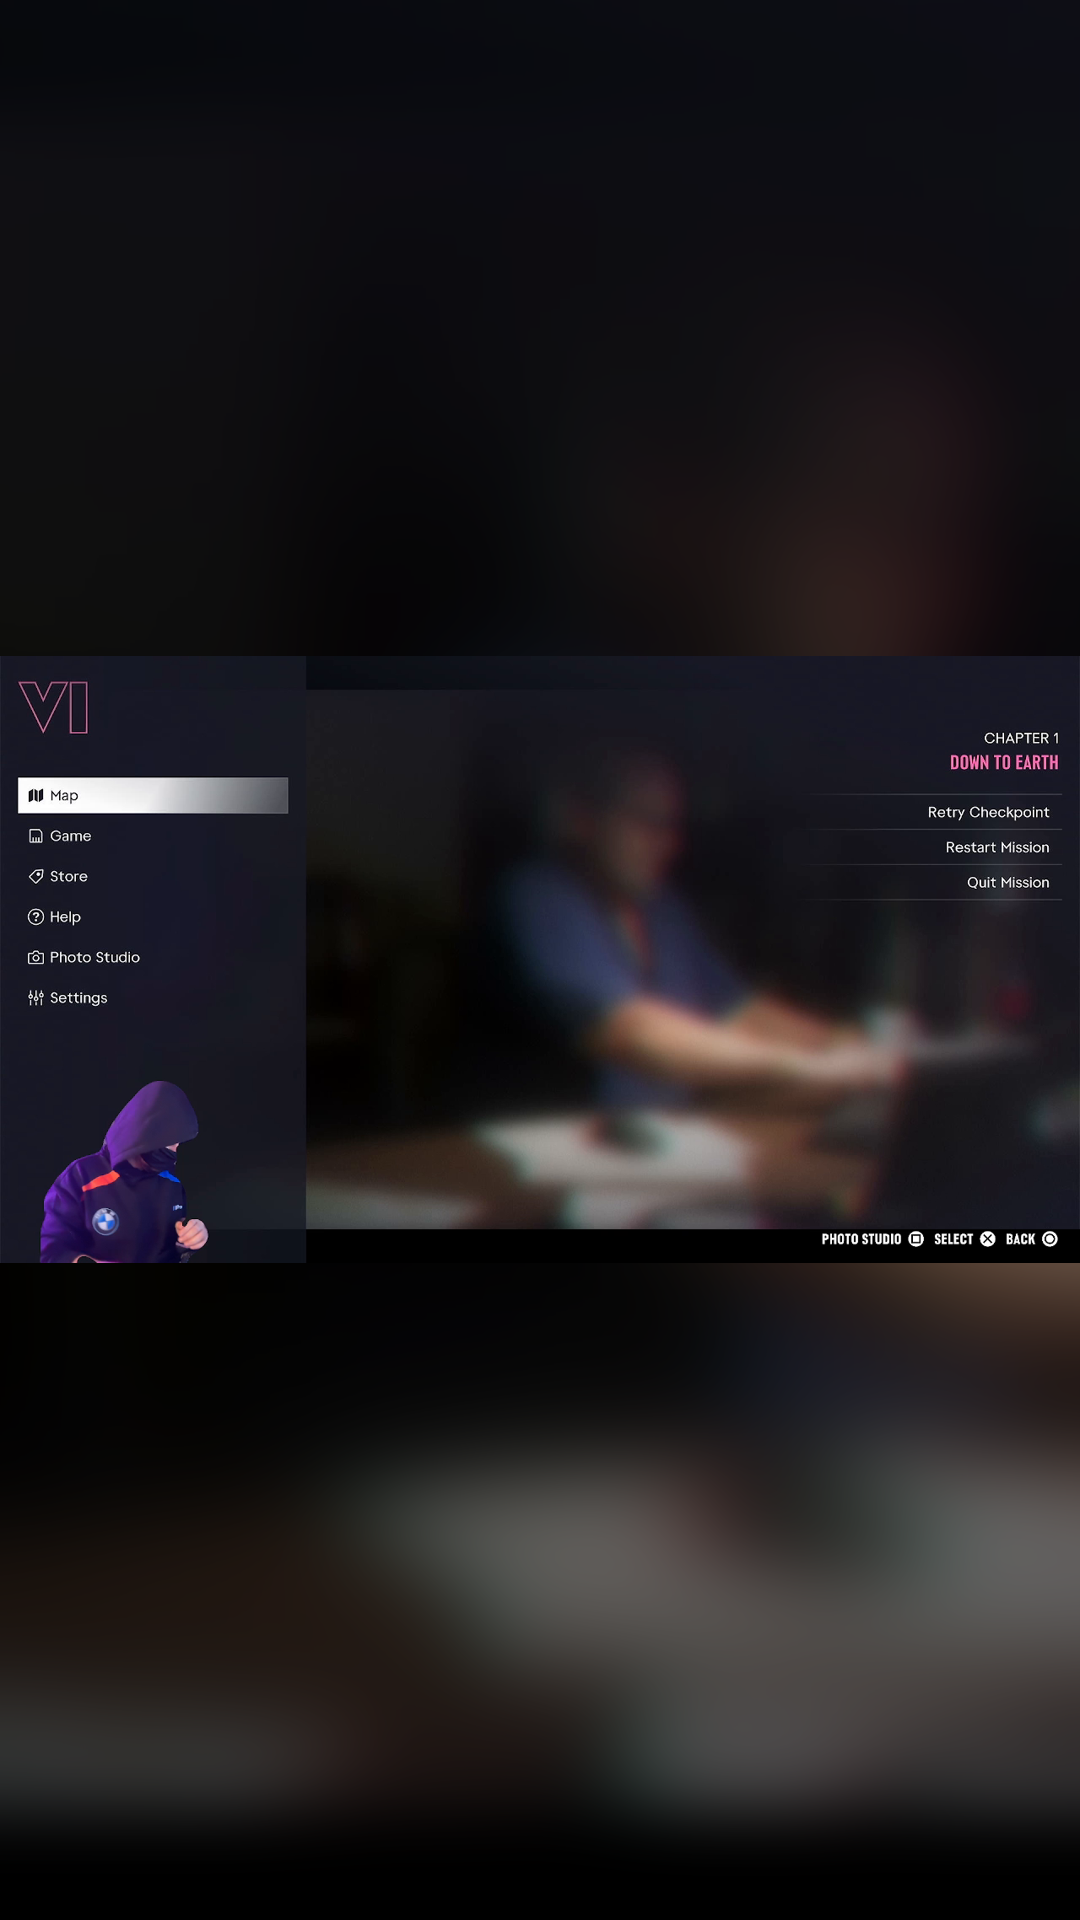 VI
Map
Game
Store
Help
Photo Studio
Settings
CHAPTER 1
DOWN TO EARTH
Retry Checkpoint
Restart Mission
Quit Mission
PHOTO STUDIO SELECT BACK